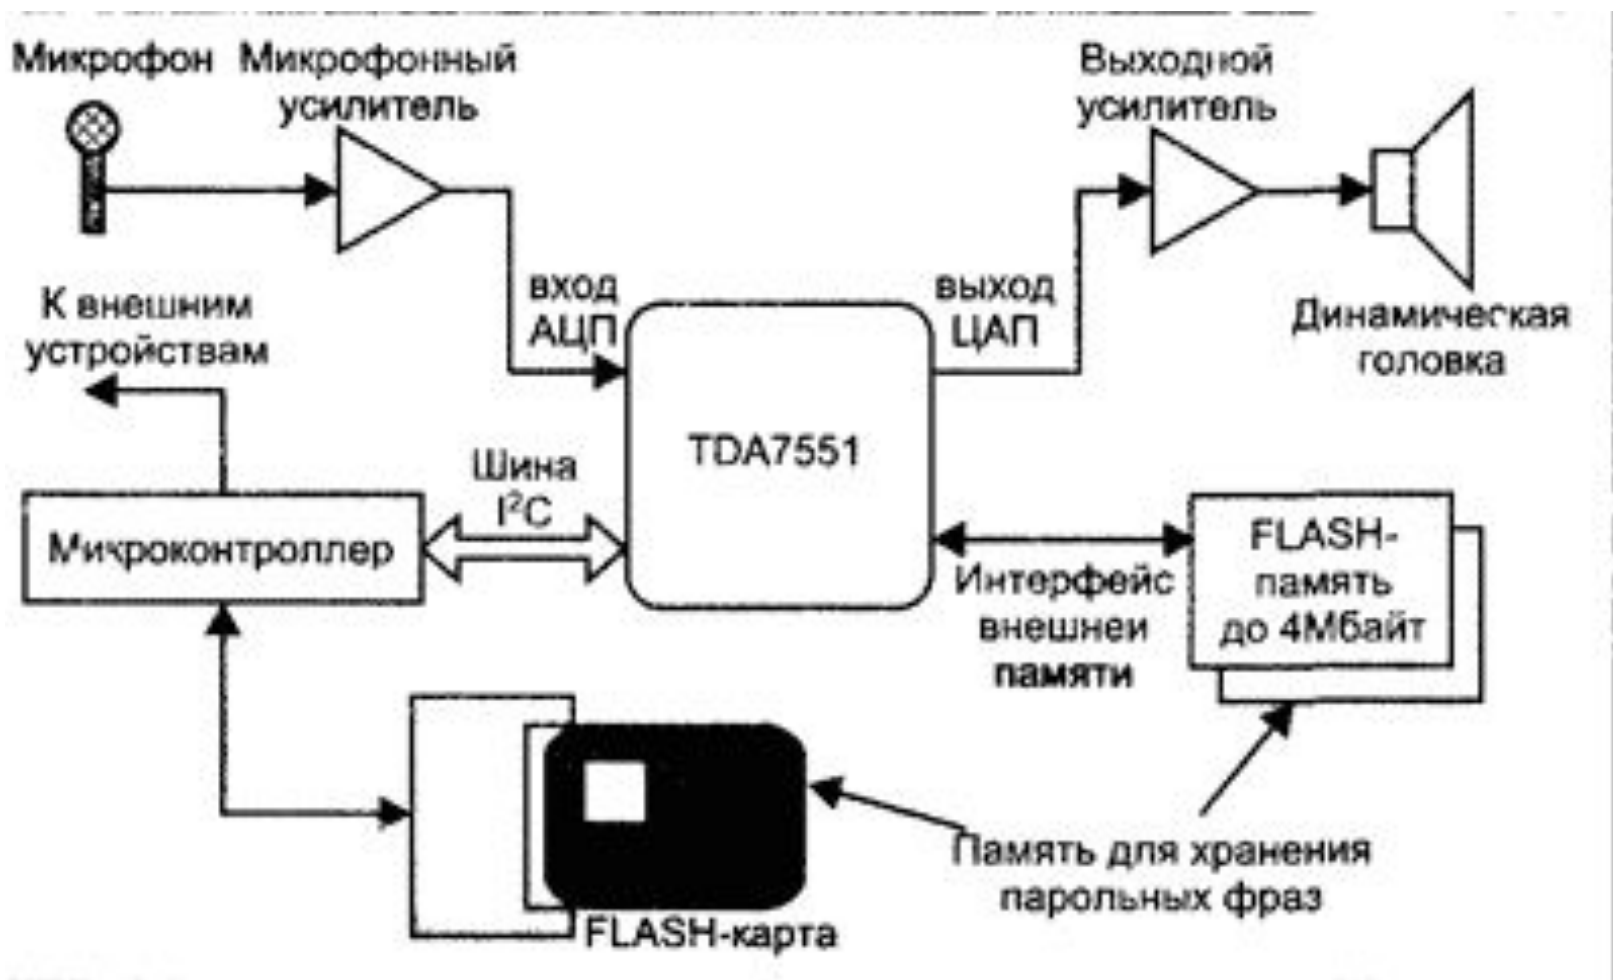 Микрофон
Микрофонный
усилитель
Выходной
усилитель
К внешним
устройствам
вход
АЦП
выход
ЦАП
Динамическая
головка
TDA7551
Шина
I²C
Микроконтроллер
Интерфейс
внешней
памяти
FLASH-
память
до 4Мбайт
FLASH-карта
Память для хранения
парольных фраз